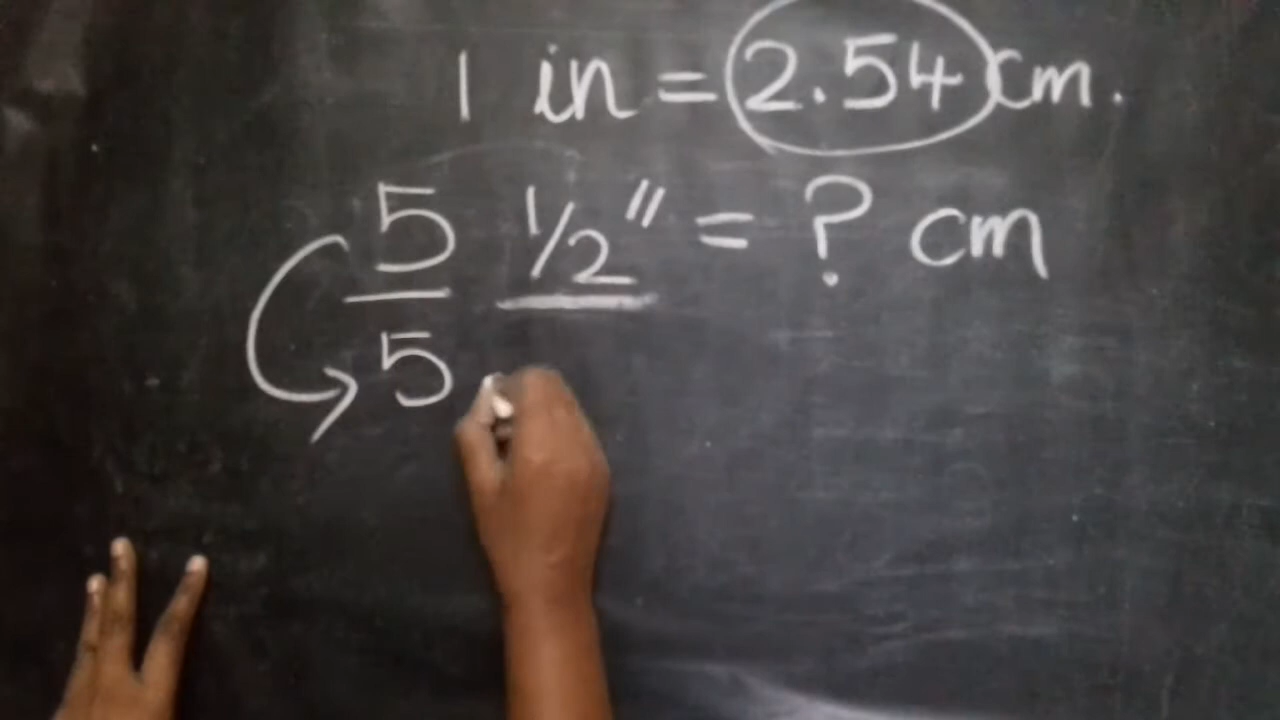 1 in = 2.54 cm.
5 1/2" = ? cm
5